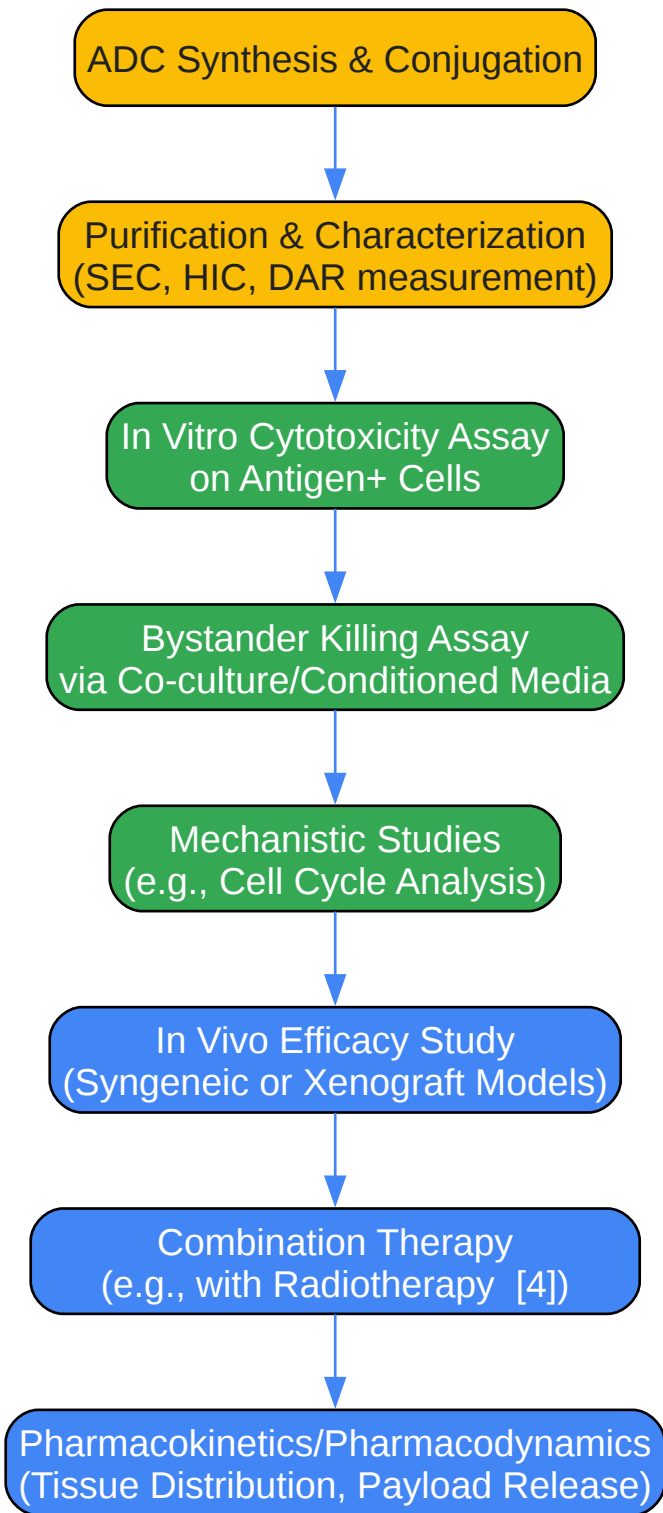 ADC Synthesis & Conjugation
Purification & Characterization
(SEC, HIC, DAR measurement)
In Vitro Cytotoxicity Assay
on Antigen+ Cells
Bystander Killing Assay
via Co-culture/Conditioned Media
Mechanistic Studies
(e.g., Cell Cycle Analysis)
In Vivo Efficacy Study
(Syngeneic or Xenograft Models)
Combination Therapy
(e.g., with Radiotherapy  [4])
Pharmacokinetics/Pharmacodynamics
(Tissue Distribution, Payload Release)